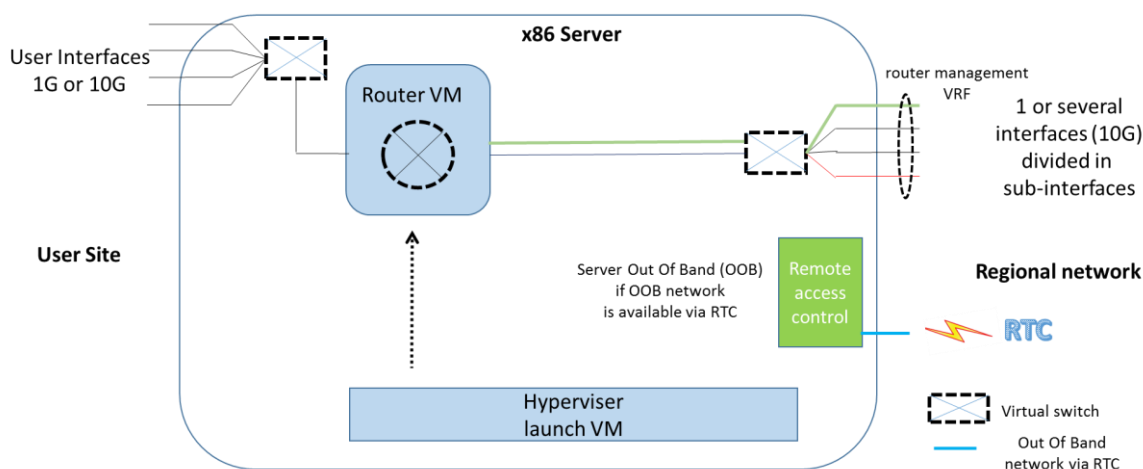 x86 Server
User Interfaces
1G or 10G
Router VM
router management
VRF
1 or several
interfaces (10G)
divided in
sub-interfaces
User Site
Server Out Of Band (OOB)
if OOB network
is available via RTC
Remote
access
control
Regional network
RTC
Hyperviser
launch VM
Virtual switch
Out Of Band
network via RTC